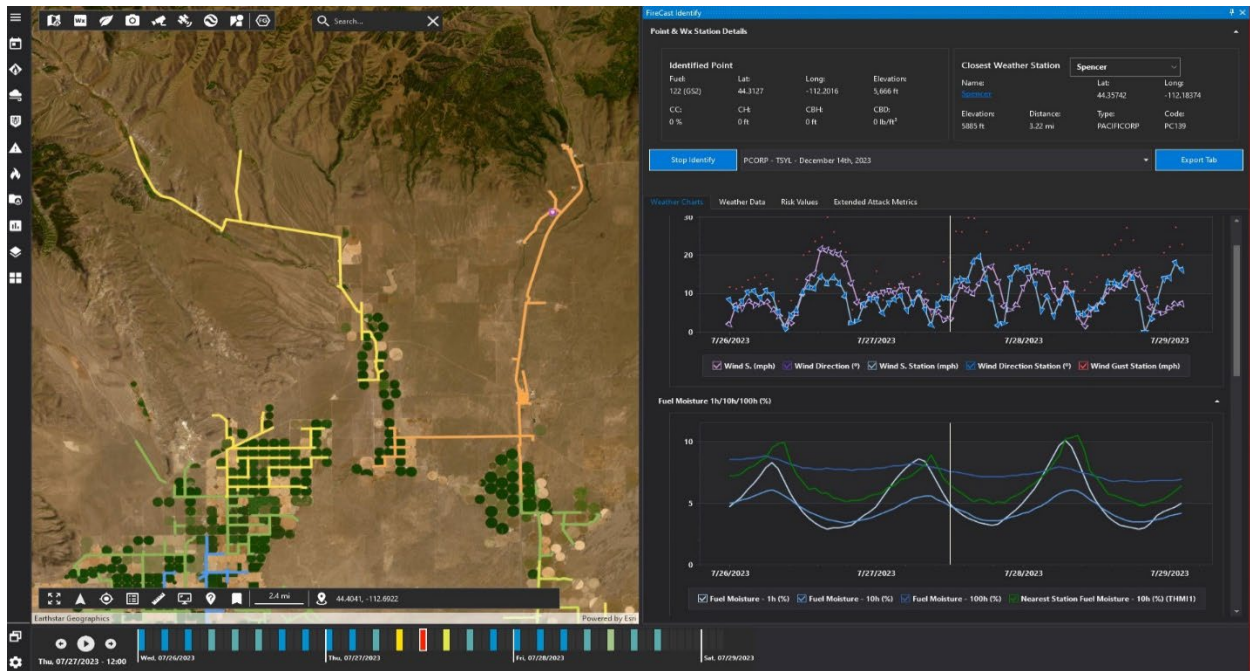 Wx
Search...
FireCast Identify
Point & Wx Station Details
Identified Point
Fuel: Lat: Long: Elevation:
122 (GS2) 44.3127 -112.2016 5,666 ft
CC: CH: CBH: CBD:
0 % 0 ft 0 ft 0 lb/ft³
Closest Weather Station Spencer
Name: Lat: Long:
Spencer 44.35742 -112.18374
Elevation: Distance: Type: Code:
5885 ft 3.22 mi PACIFICORP PC139
Stop Identify PCORP - TSYL - December 14th, 2023 Export Tab
Weather Charts Weather Data Risk Values Extended Attack Metrics
30
20
10
0
7/26/2023 7/27/2023 7/28/2023 7/29/2023
Wind S. (mph) Wind Direction (°) Wind S. Station (mph) Wind Direction Station (°) Wind Gust Station (mph)
Fuel Moisture 1h/10h/100h (%)
10
5
0
7/26/2023 7/27/2023 7/28/2023 7/29/2023
Fuel Moisture - 1h (%) Fuel Moisture - 10h (%) Fuel Moisture - 100h (%) Nearest Station Fuel Moisture - 10h (%) (THMI1)
2.4 mi 44.4041, -112.6922
Earthstar Geographics Powered by Esri
Thu, 07/27/2023 - 12:00
Wed, 07/26/2023 Thu, 07/27/2023 Fri, 07/28/2023 Sat, 07/29/2023